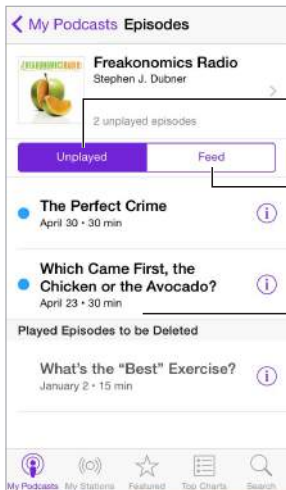 My Podcasts Episodes
FREAKONOMICS RADIO
Freakonomics Radio
Stephen J. Dubner
2 unplayed episodes
Unplayed Feed
The Perfect Crime
April 30 • 30 min
Which Came First, the
Chicken or the Avocado?
April 23 • 30 min
Played Episodes to be Deleted
What's the “Best” Exercise?
January 2 • 15 min
My Podcasts My Stations Featured Top Charts Search